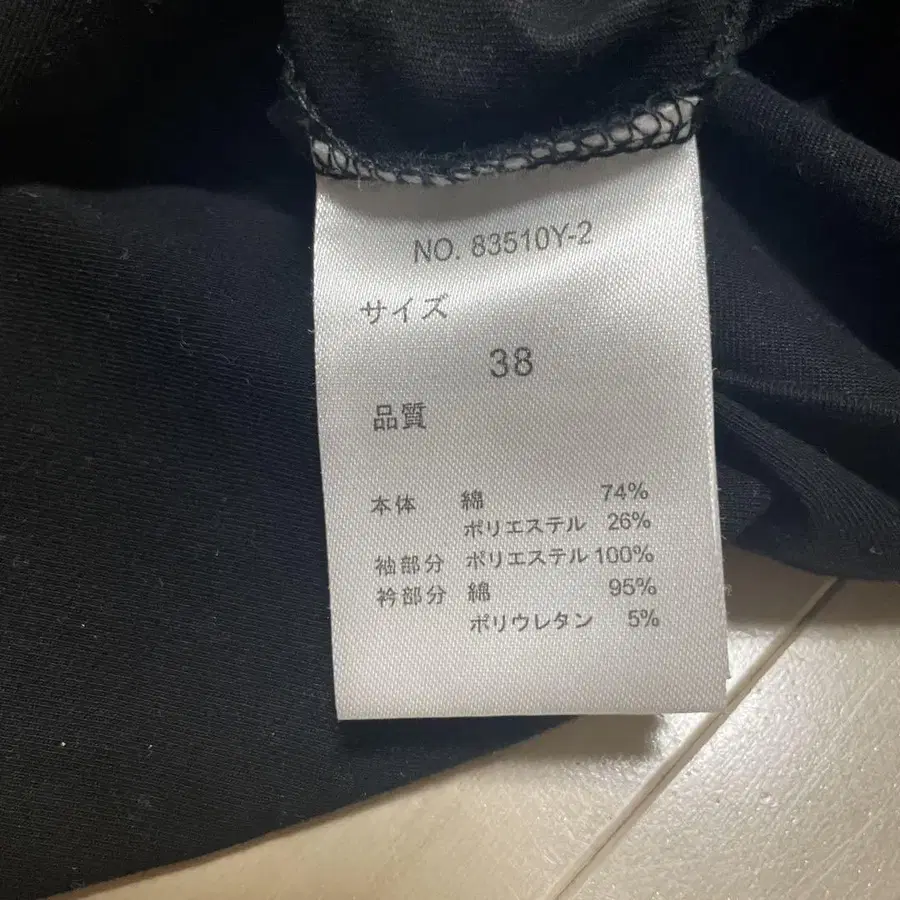 NO. 83510Y-2
サイズ
38
品質
本体 綿 74%
ポリエステル 26%
袖部分 ポリエステル 100%
衿部分 綿 95%
ポリウレタン 5%